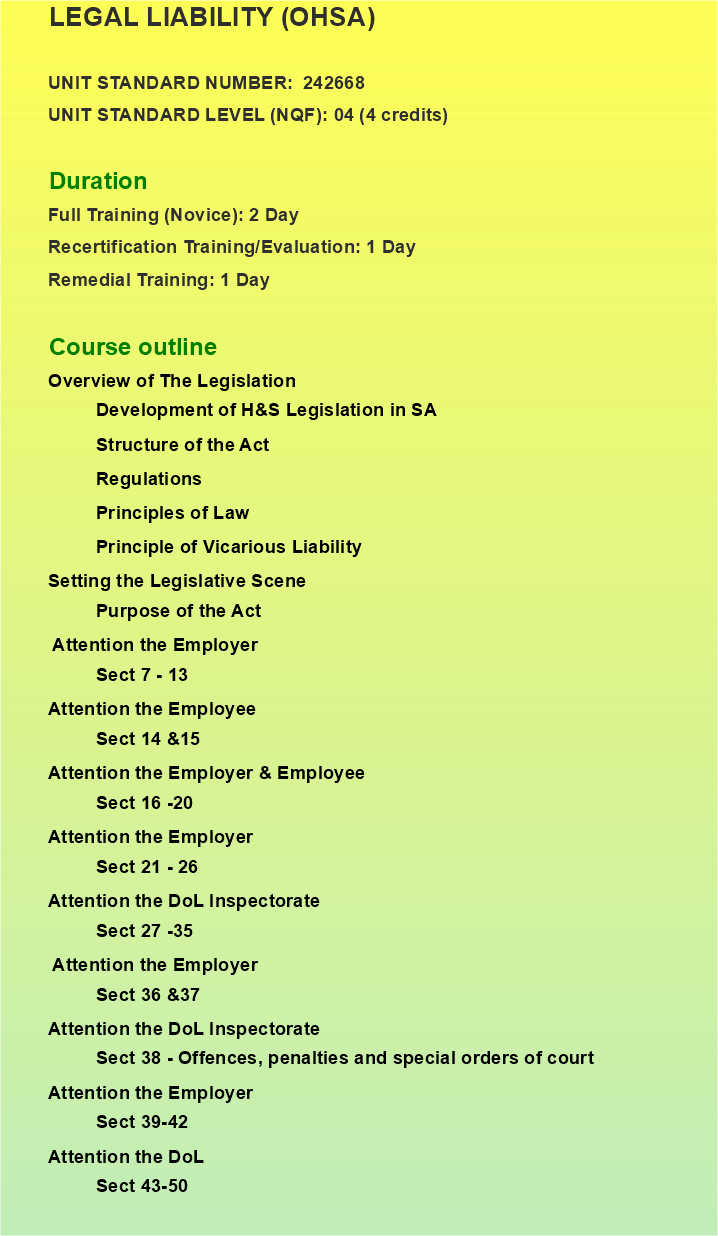 LEGAL LIABILITY (OHSA)
UNIT STANDARD NUMBER:  242668
UNIT STANDARD LEVEL (NQF): 04 (4 credits)
Duration
Full Training (Novice): 2 Day
Recertification Training/Evaluation: 1 Day
Remedial Training: 1 Day
Course outline
Overview of The Legislation
Development of H&S Legislation in SA
Structure of the Act
Regulations
Principles of Law
Principle of Vicarious Liability
Setting the Legislative Scene
Purpose of the Act
Attention the Employer
Sect 7 - 13
Attention the Employee
Sect 14 &15
Attention the Employer & Employee
Sect 16 -20
Attention the Employer
Sect 21 - 26
Attention the DoL Inspectorate
Sect 27 -35
Attention the Employer
Sect 36 &37
Attention the DoL Inspectorate
Sect 38 - Offences, penalties and special orders of court
Attention the Employer
Sect 39-42
Attention the DoL
Sect 43-50